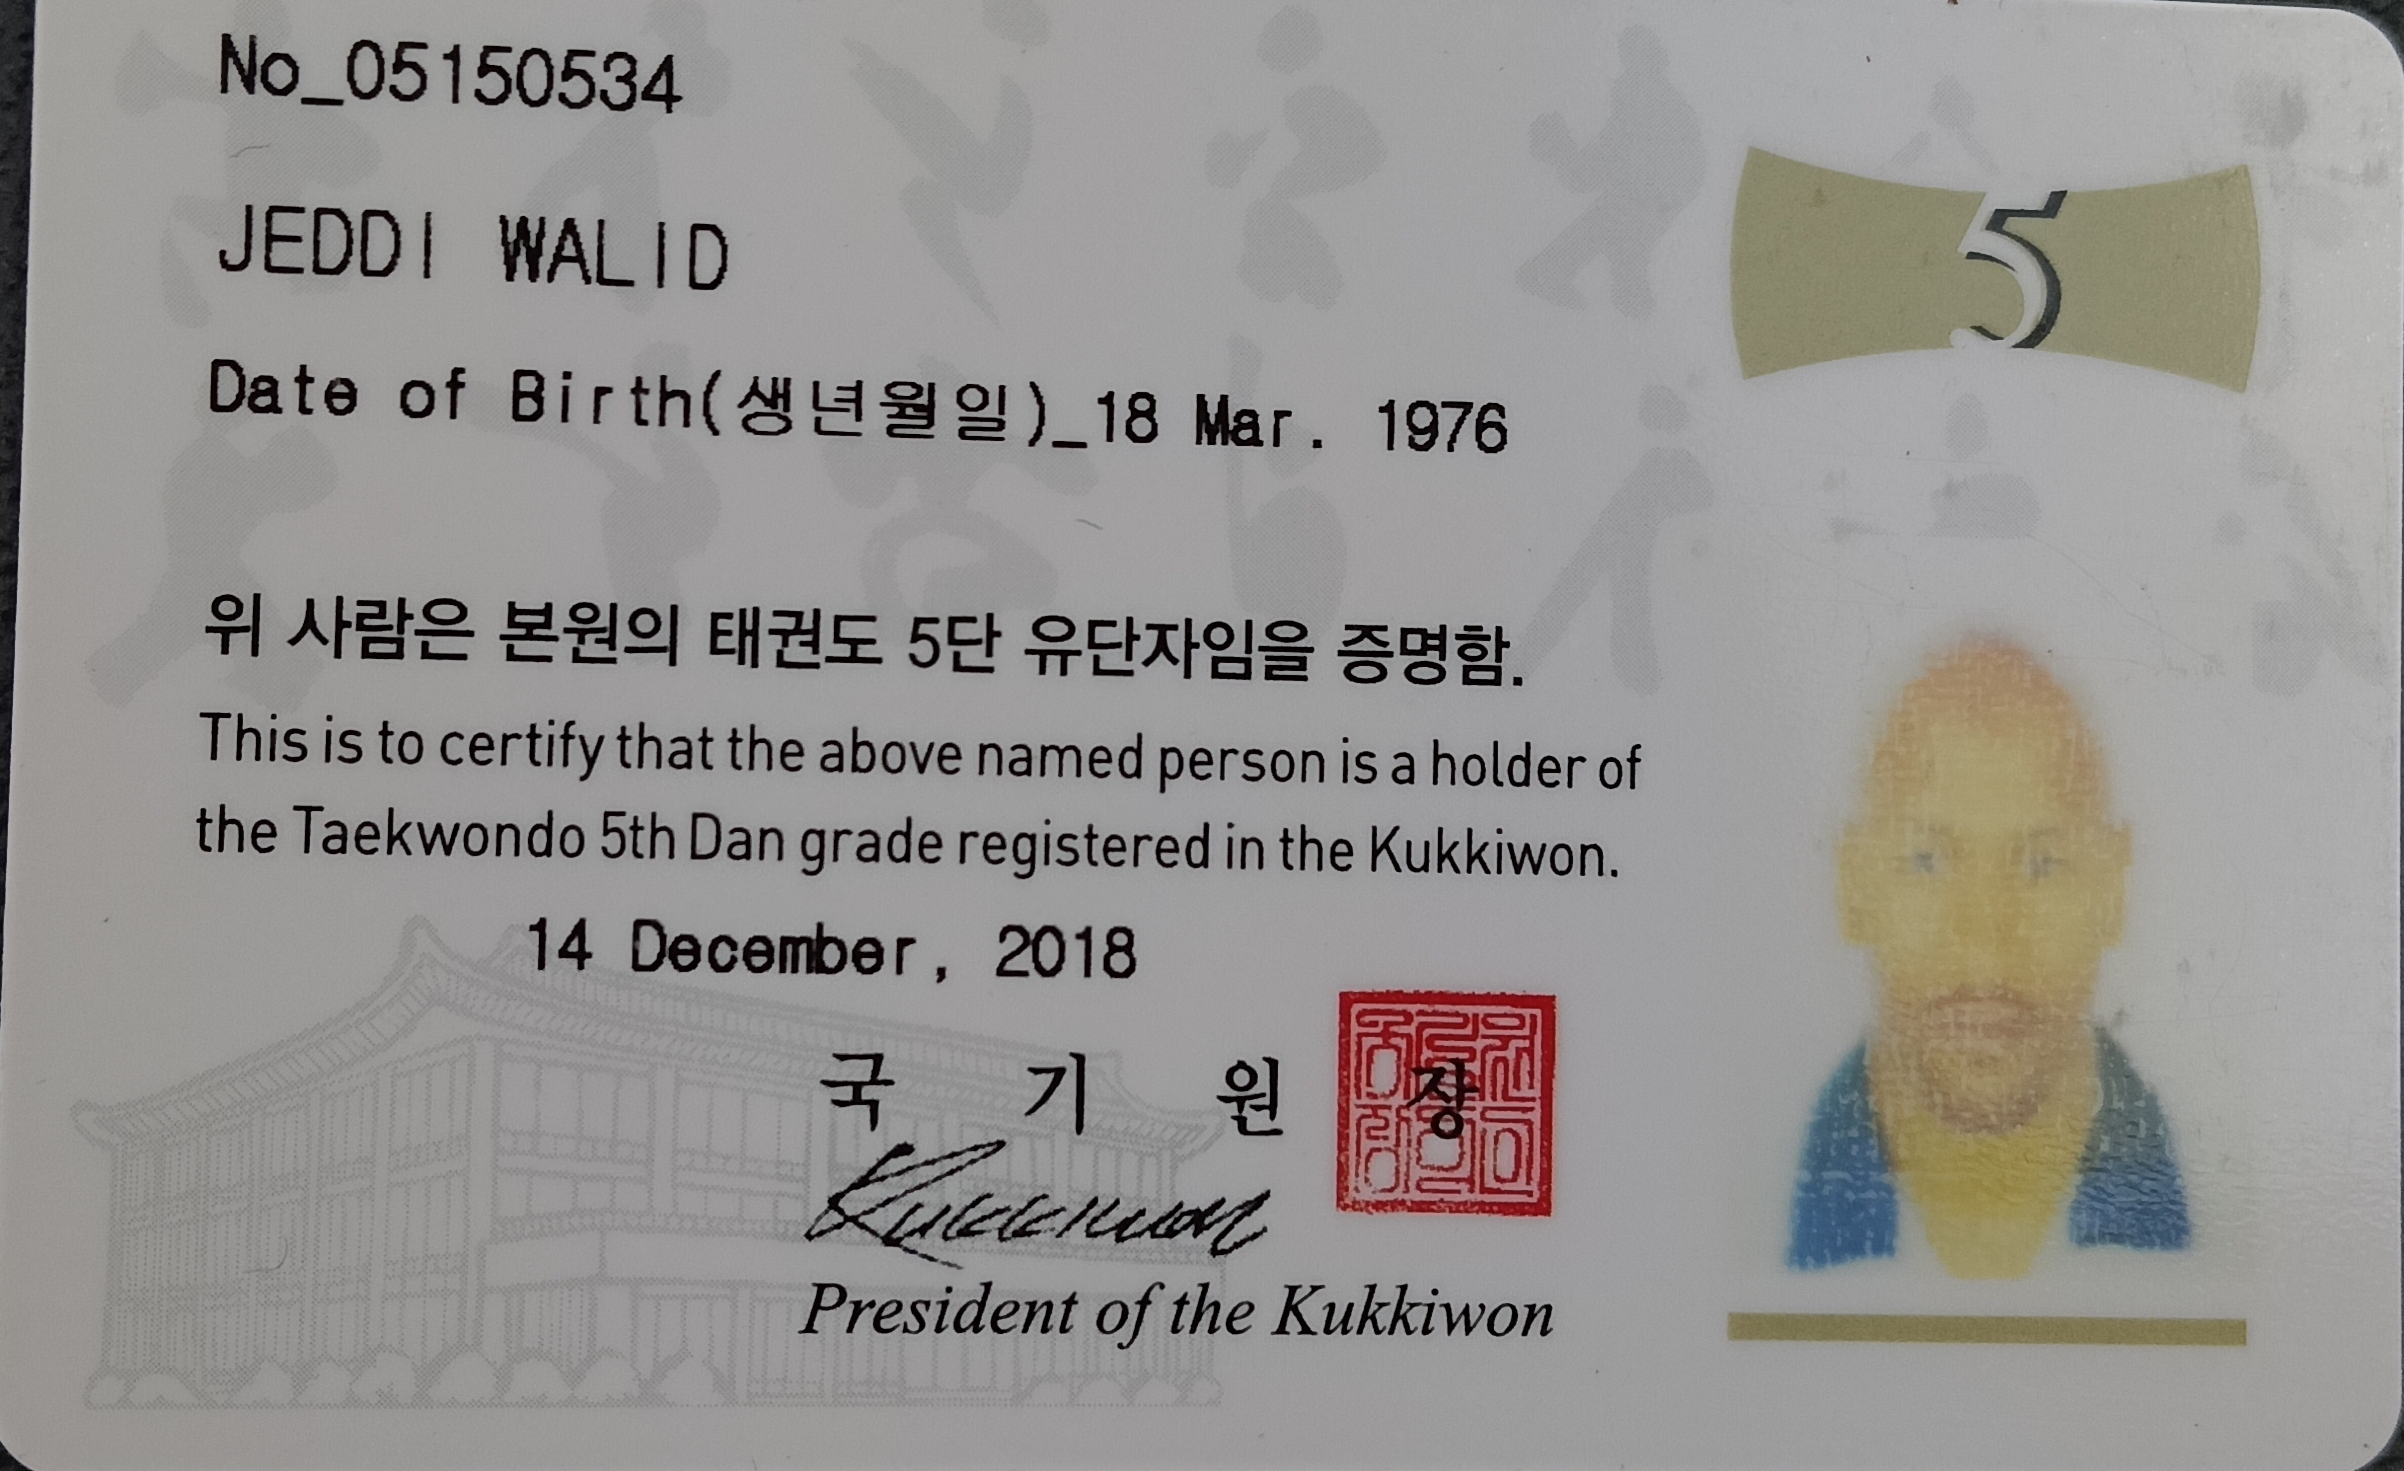 No_05150534
JEDDI WALID
5
Date of Birth(생년월일)_18 Mar. 1976
위 사람은 본원의 태권도 5단 유단자임을 증명함.
This is to certify that the above named person is a holder of
the Taekwondo 5th Dan grade registered in the Kukkiwon.
14 December, 2018
국 기 원 장
Kukkiwon
President of the Kukkiwon